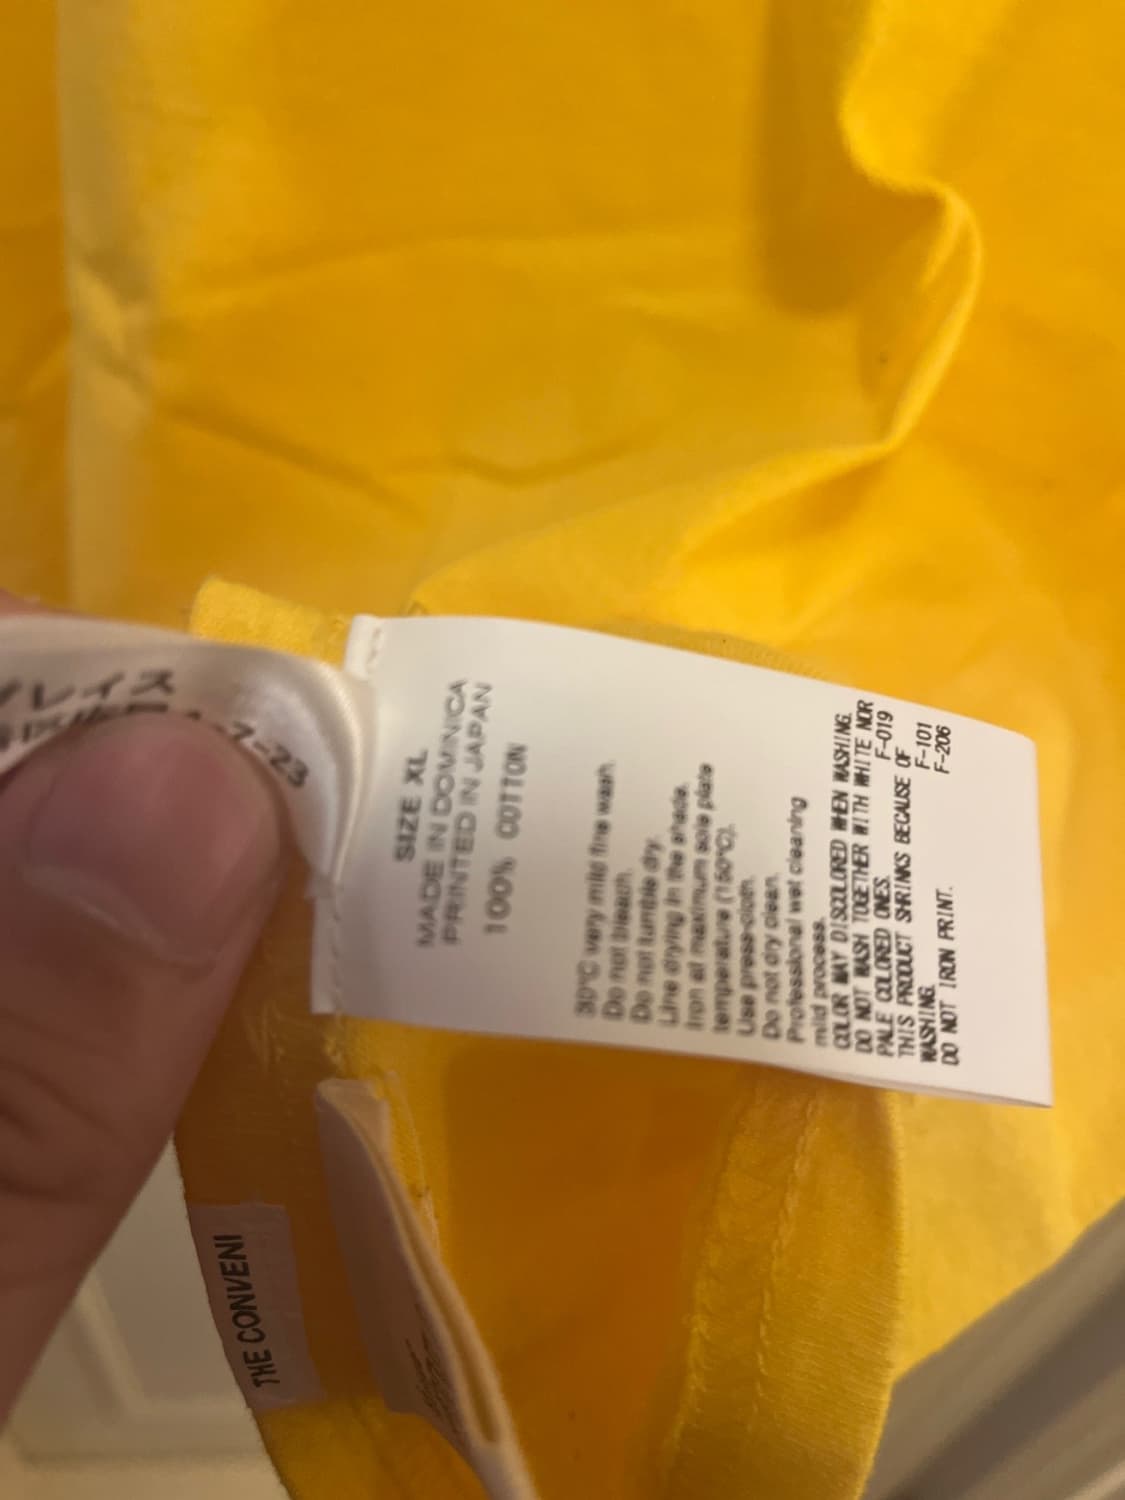 レイス
7-23
SIZE XL
MADE IN DOMINICA
PRINTED IN JAPAN
100% COTTON
30°C very mild fine wash.
Do not bleach.
Do not tumble dry.
Line drying in the shade.
Iron at maximum sole plate
temperature (150°C).
Use press-cloth.
Do not dry clean.
Professional wet cleaning
mild process.
COLOR MAY DISCOLORED WHEN WASHING.
DO NOT WASH TOGETHER WITH WHITE NOR
PALE COLORED ONES. F-019
THIS PRODUCT SHRINKS BECAUSE OF
WASHING. F-101
DO NOT IRON PRINT. F-206
THE CONVENI